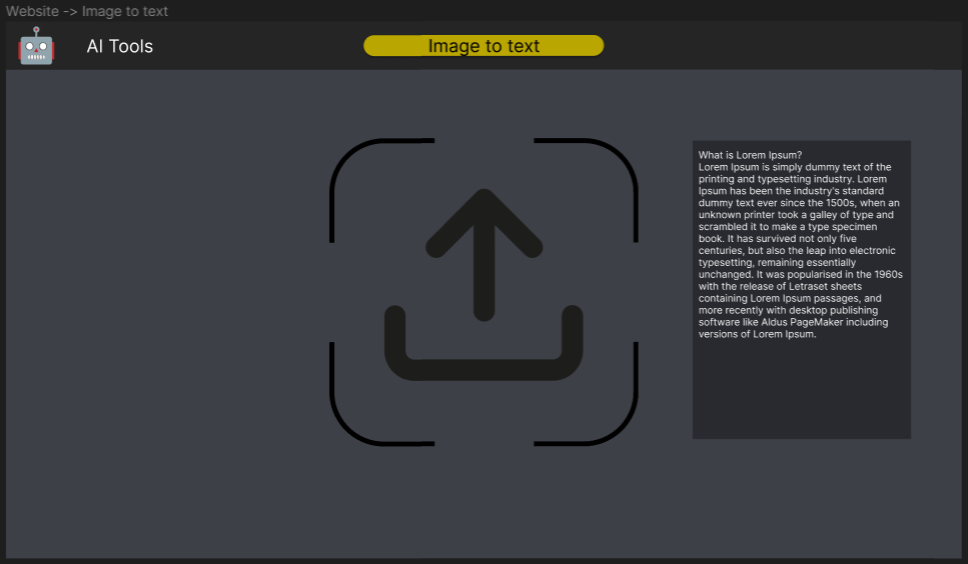 Website -> Image to text
AI Tools
Image to text
What is Lorem Ipsum?
Lorem Ipsum is simply dummy text of the
printing and typesetting industry. Lorem
Ipsum has been the industry's standard
dummy text ever since the 1500s, when an
unknown printer took a galley of type and
scrambled it to make a type specimen
book. It has survived not only five
centuries, but also the leap into electronic
typesetting, remaining essentially
unchanged. It was popularised in the 1960s
with the release of Letraset sheets
containing Lorem Ipsum passages, and
more recently with desktop publishing
software like Aldus PageMaker including
versions of Lorem Ipsum.